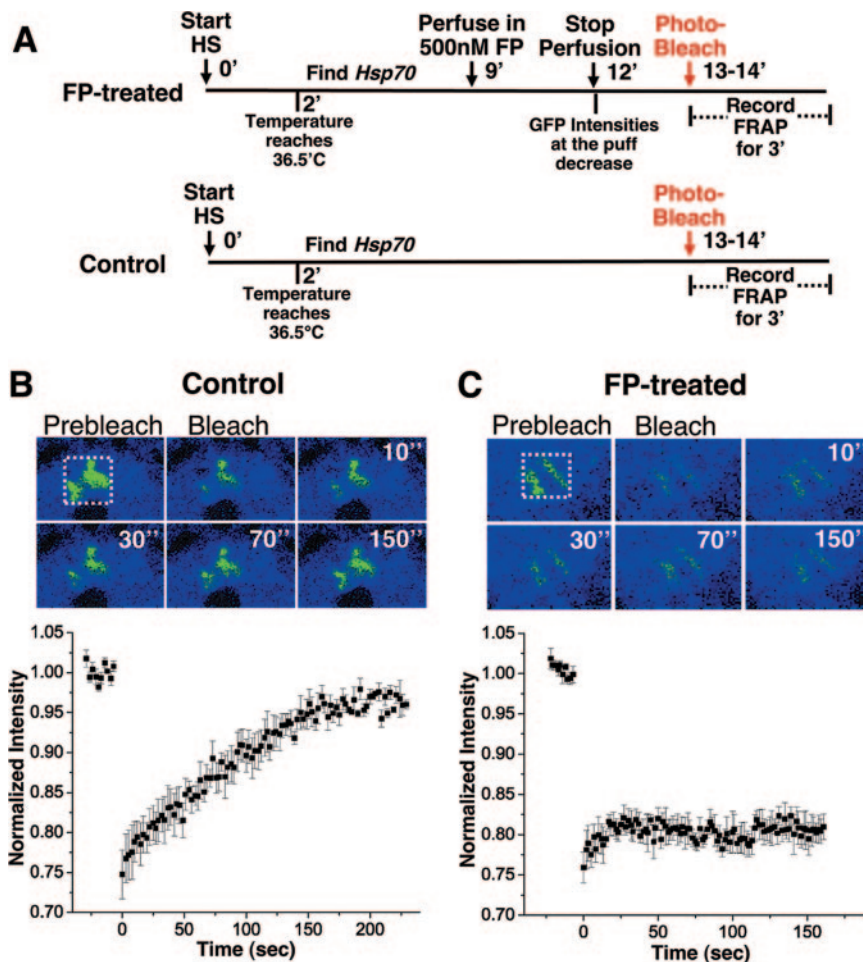 A
Start
HS
0'
Find Hsp70
Perfuse in
500nM FP
9'
Stop
Perfusion
12'
Photo-
Bleach
13-14'
FP-treated
2'
Temperature
reaches
36.5'C
GFP Intensities
at the puff
decrease
Record
FRAP
for 3'
Start
HS
0'
Find Hsp70
Photo-
Bleach
13-14'
Control
2'
Temperature
reaches
36.5°C
Record
FRAP
for 3'
B
Control
Prebleach
Bleach
10''
30''
70''
150''
Normalized Intensity
1.05
1.00
0.95
0.90
0.85
0.80
0.75
0.70
0
50
100
150
200
Time (sec)
C
FP-treated
Prebleach
Bleach
10'
30''
70''
150'
Normalized Intensity
1.05
1.00
0.95
0.90
0.85
0.80
0.75
0.70
0
50
100
150
Time (sec)